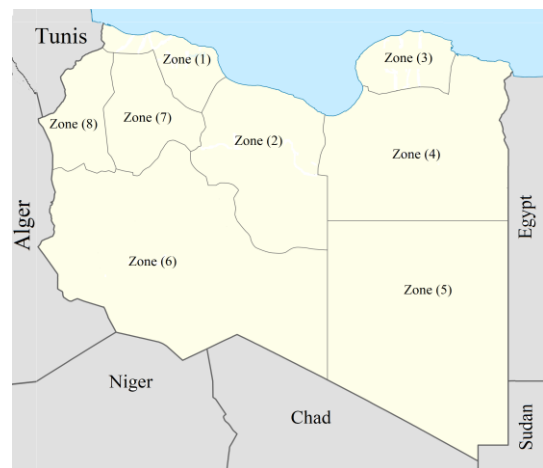 Tunis
Zone (1)
Zone (3)
Zone (8)
Zone (7)
Zone (2)
Zone (4)
Alger
Egypt
Zone (6)
Zone (5)
Niger
Chad
Sudan